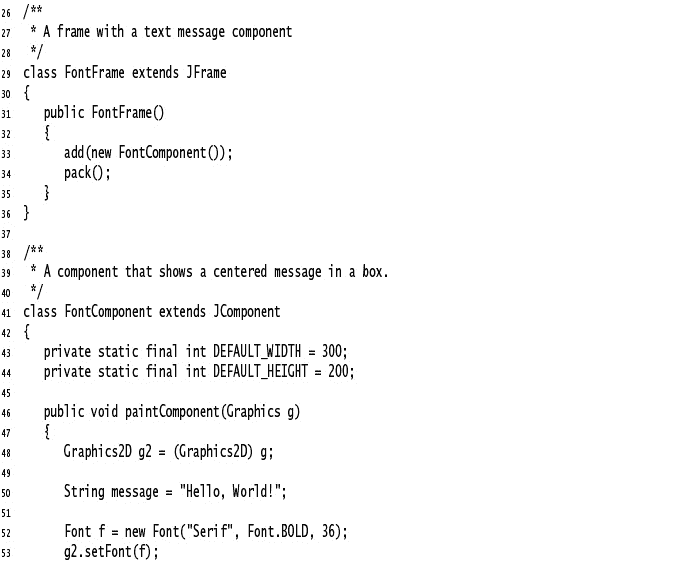 26 /**
27  * A frame with a text message component
28  */
29 class FontFrame extends JFrame
30 {
31    public FontFrame()
32    {
33       add(new FontComponent());
34       pack();
35    }
36 }
37
38 /**
39  * A component that shows a centered message in a box.
40  */
41 class FontComponent extends JComponent
42 {
43    private static final int DEFAULT_WIDTH = 300;
44    private static final int DEFAULT_HEIGHT = 200;
45
46    public void paintComponent(Graphics g)
47    {
48       Graphics2D g2 = (Graphics2D) g;
49
50       String message = "Hello, World!";
51
52       Font f = new Font("Serif", Font.BOLD, 36);
53       g2.setFont(f);